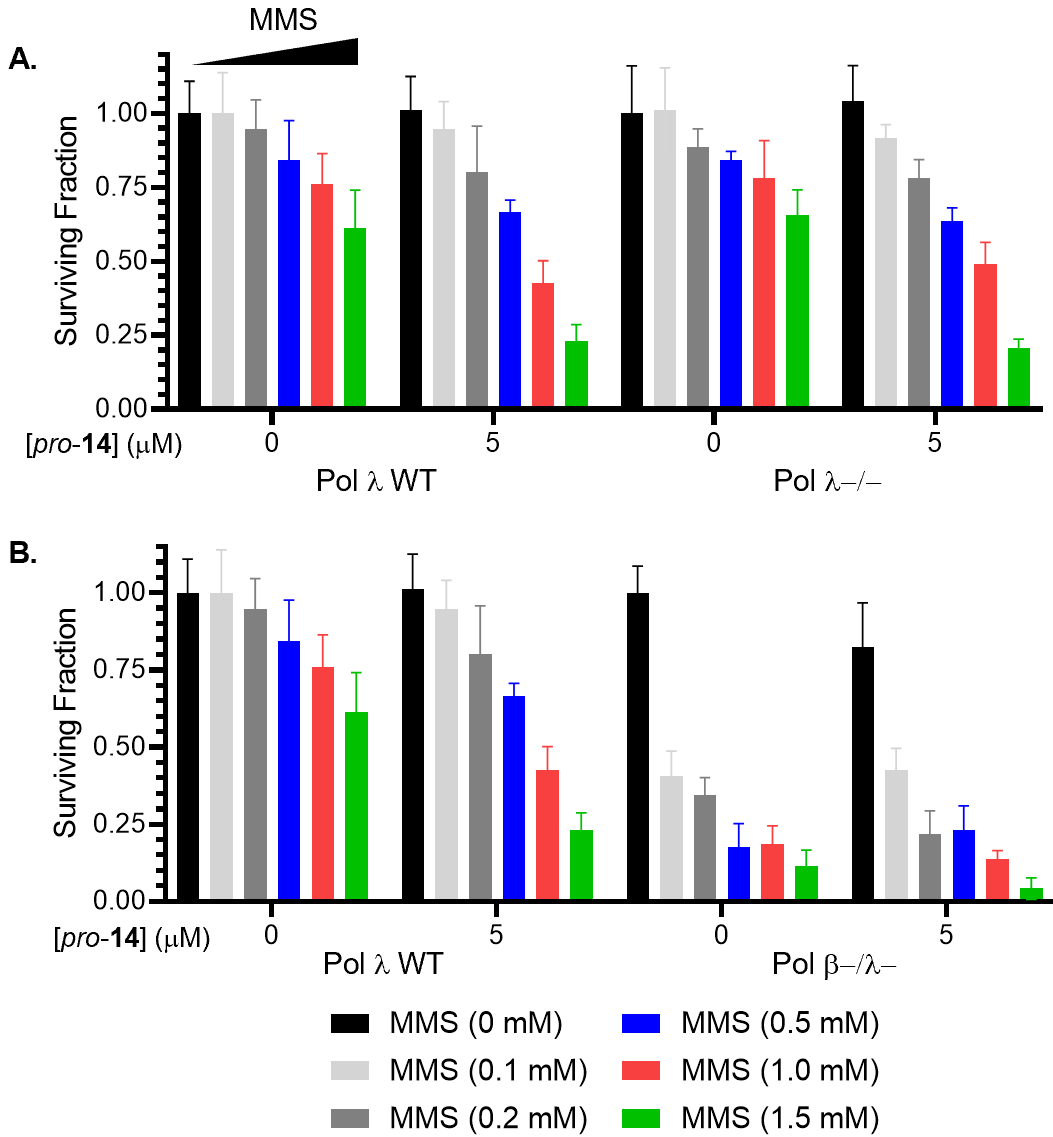 MMS
A.
Surviving Fraction
1.00
0.75
0.50
0.25
0.00
[pro-14] (μM) 0 5 0 5
Pol λ WT Pol λ−/−
B.
Surviving Fraction
1.00
0.75
0.50
0.25
0.00
[pro-14] (μM) 0 5 0 5
Pol λ WT Pol β−/λ−
MMS (0 mM) MMS (0.5 mM)
MMS (0.1 mM) MMS (1.0 mM)
MMS (0.2 mM) MMS (1.5 mM)